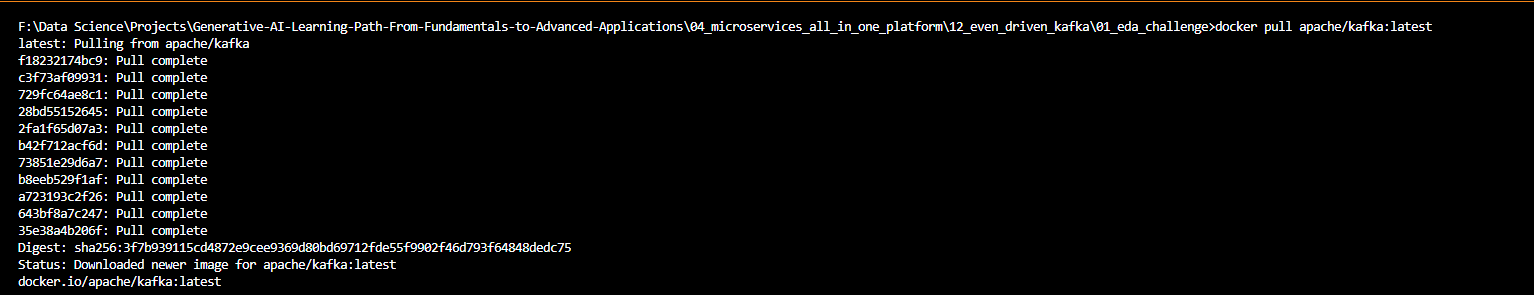 F:\Data Science\Projects\Generative-AI-Learning-Path-From-Fundamentals-to-Advanced-Applications\04_microservices_all_in_one_platform\12_even_driven_kafka\01_eda_challenge>docker pull apache/kafka:latest
latest: Pulling from apache/kafka
f18232174bc9: Pull complete
c3f73af09931: Pull complete
729fc64ae8c1: Pull complete
28bd55152645: Pull complete
2fa1f65d07a3: Pull complete
b42f712acf6d: Pull complete
73851e29d6a7: Pull complete
b8eeb529f1af: Pull complete
a723193c2f26: Pull complete
643bf8a7c247: Pull complete
35e38a4b206f: Pull complete
Digest: sha256:3f7b939115cd4872e9cee9369d80bd69712fde55f9902f46d793f64848dedc75
Status: Downloaded newer image for apache/kafka:latest
docker.io/apache/kafka:latest